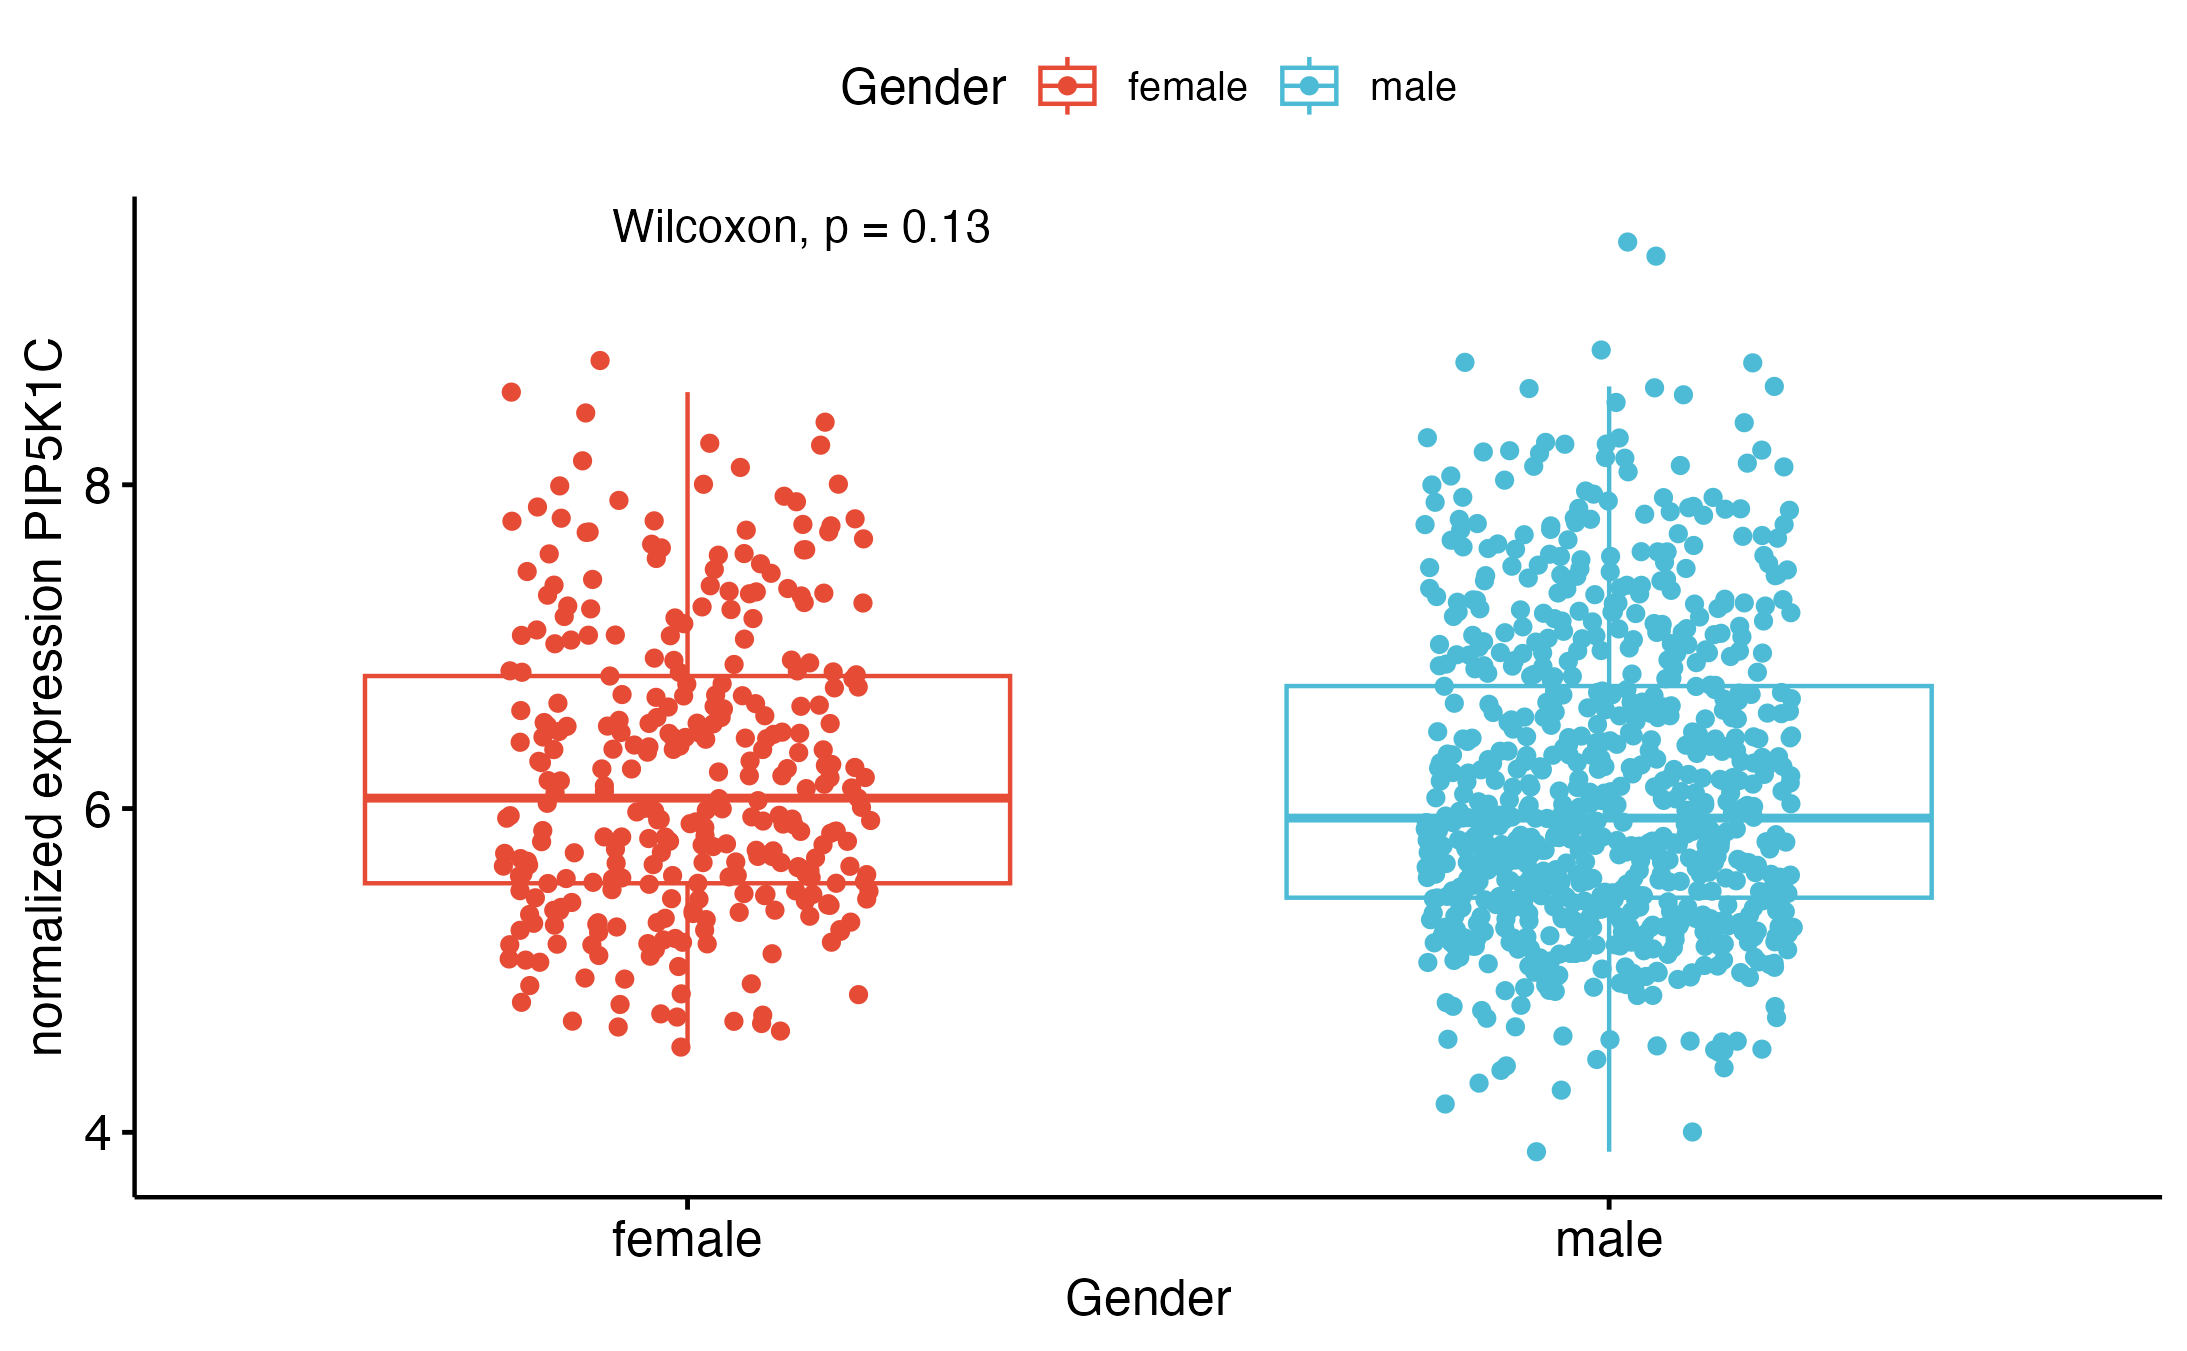 Gender female male
Wilcoxon, p = 0.13
normalized expression PIP5K1C
8
6
4
female male
Gender